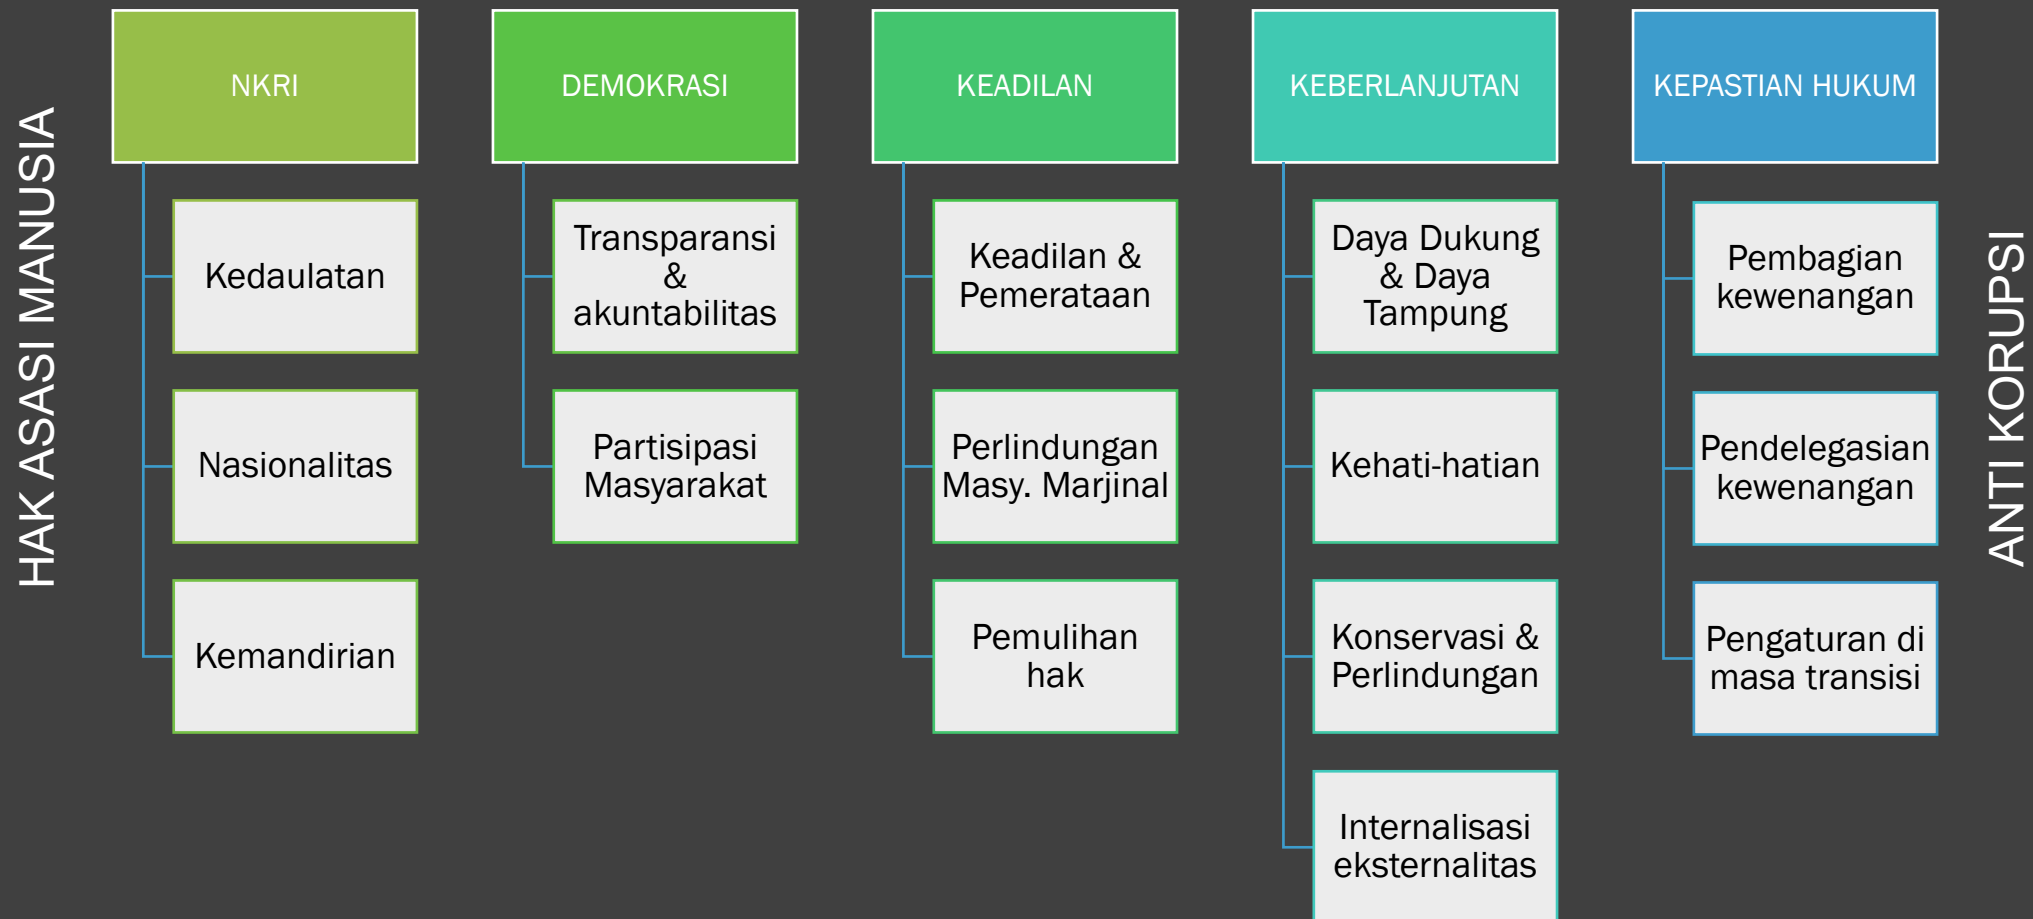 HAK ASASI MANUSIA
NKRI
Kedaulatan
Nasionalitas
Kemandirian
DEMOKRASI
Transparansi
&
akuntabilitas
Partisipasi
Masyarakat
KEADILAN
Keadilan &
Pemerataan
Perlindungan
Masy. Marjinal
Pemulihan
hak
KEBERLANJUTAN
Daya Dukung
& Daya
Tampung
Kehati-hatian
Konservasi &
Perlindungan
Internalisasi
eksternalitas
KEPASTIAN HUKUM
Pembagian
kewenangan
Pendelegasian
kewenangan
Pengaturan di
masa transisi
ANTI KORUPSI